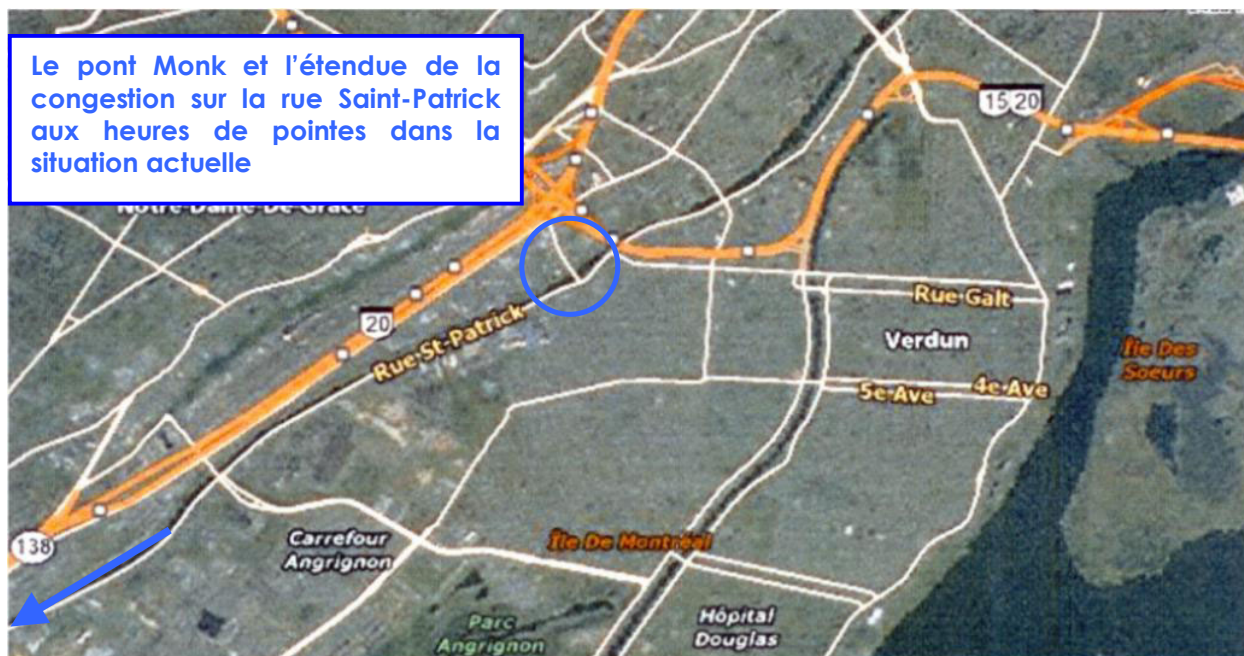 Le pont Monk et l’étendue de la
congestion sur la rue Saint-Patrick
aux heures de pointes dans la
situation actuelle
15 20
Notre-Dame-De-Grace
Rue Galt
20
Rue St-Patrick
Verdun
Île Des
Soeurs
5e Ave
4e Ave
138
Carrefour
Angrignon
Île De Montréal
Parc
Angrignon
Hôpital
Douglas